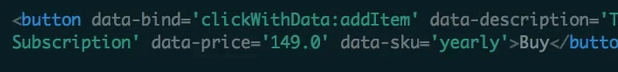 <button data-bind='clickWithData:addItem' data-description='T
Subscription' data-price='149.0' data-sku='yearly'>Buy</butto